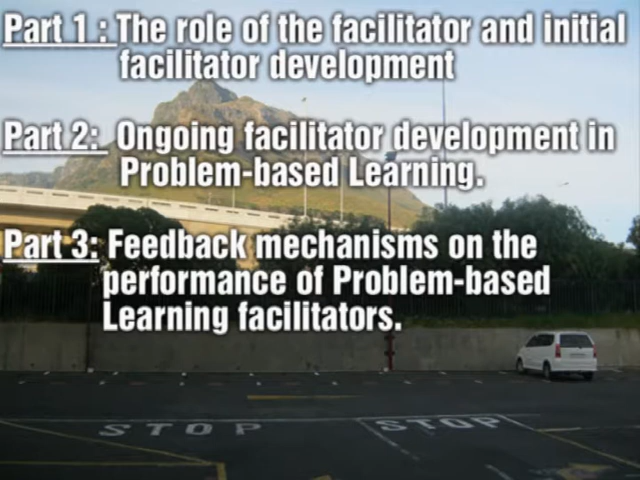 Part 1 : The role of the facilitator and initial
facilitator development
Part 2: Ongoing facilitator development in
Problem-based Learning.
Part 3: Feedback mechanisms on the
performance of Problem-based
Learning facilitators.
STOP STOP